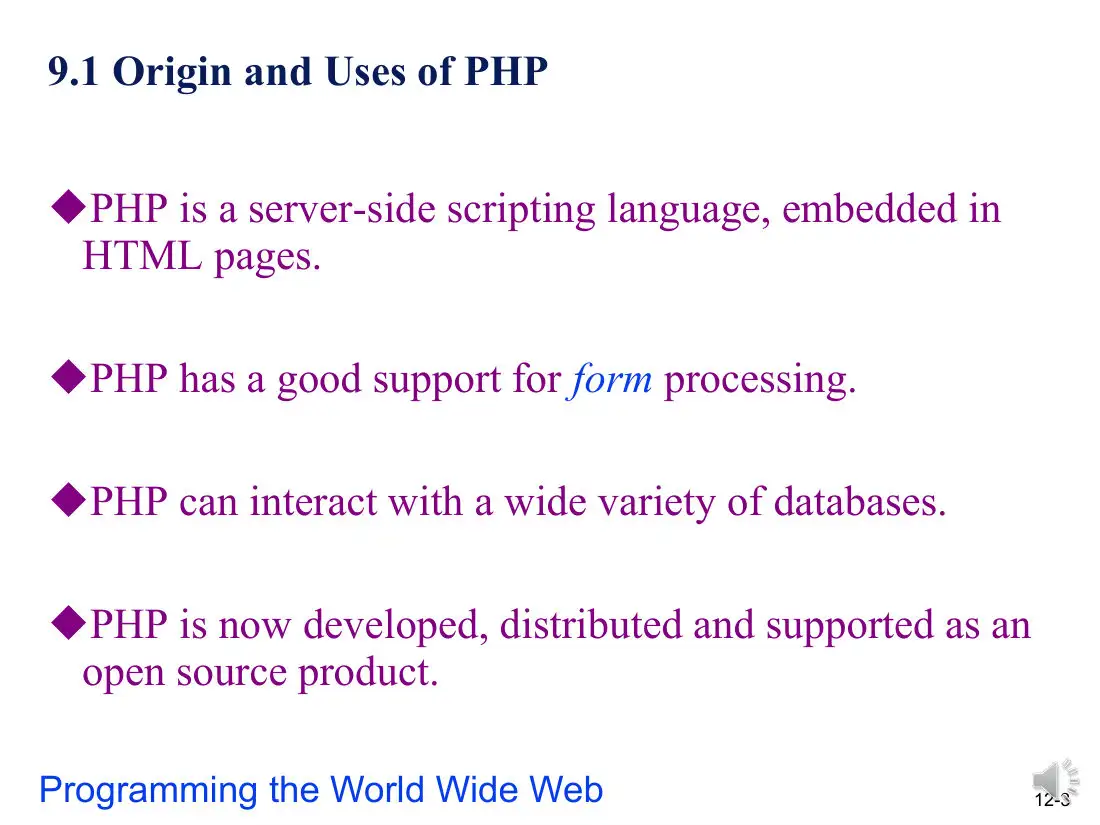 9.1 Origin and Uses of PHP
◆PHP is a server-side scripting language, embedded in
HTML pages.
◆PHP has a good support for form processing.
◆PHP can interact with a wide variety of databases.
◆PHP is now developed, distributed and supported as an
open source product.
Programming the World Wide Web
12-3